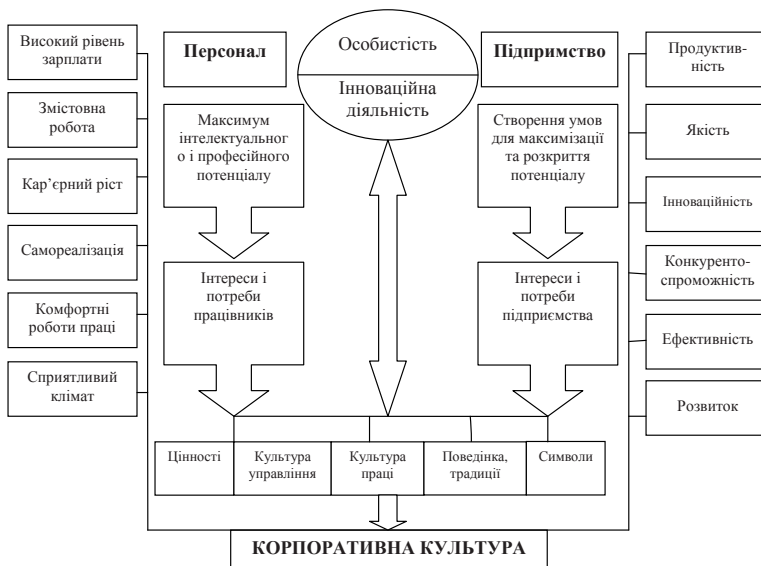 Високий рівень
зарплати
Змістовна
робота
Кар’єрний ріст
Самореалізація
Комфортні
роботи праці
Сприятливий
клімат
Персонал
Максимум
інтелектуальног
о і професійного
потенціалу
Інтереси і
потреби
працівників
Особистість
Інноваційна
діяльність
Підпримство
Створення умов
для максимізації
та розкриття
потенціалу
Інтереси і
потреби
підприємства
Продуктив-
ність
Якість
Інноваційність
Конкуренто-
спроможність
Ефективність
Розвиток
Цінності
Культура
управління
Культура
праці
Поведінка,
традиції
Символи
КОРПОРАТИВНА КУЛЬТУРА